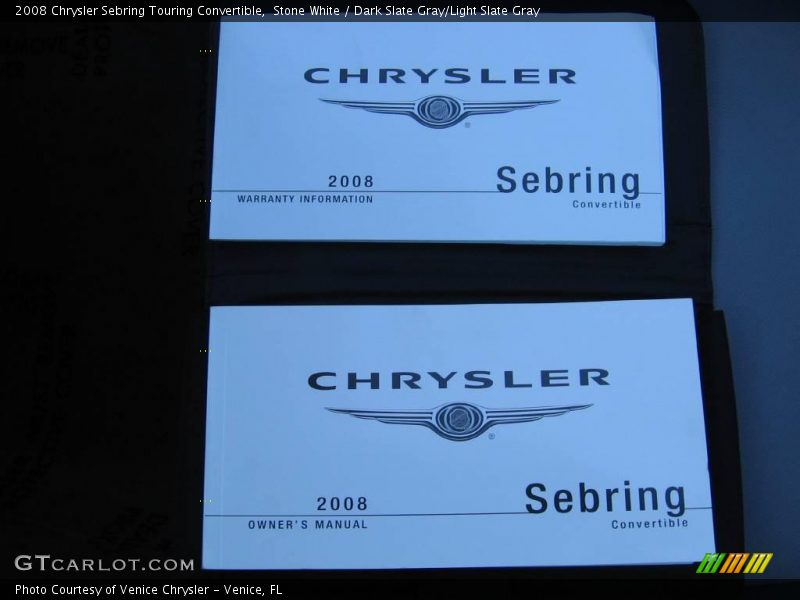 2008 Chrysler Sebring Touring Convertible, Stone White / Dark Slate Gray/Light Slate Gray
CHRYSLER
®
2008
WARRANTY INFORMATION
Sebring
Convertible
CHRYSLER
®
2008
OWNER'S MANUAL
Sebring
Convertible
GTCARLOT.COM
Photo Courtesy of Venice Chrysler - Venice, FL